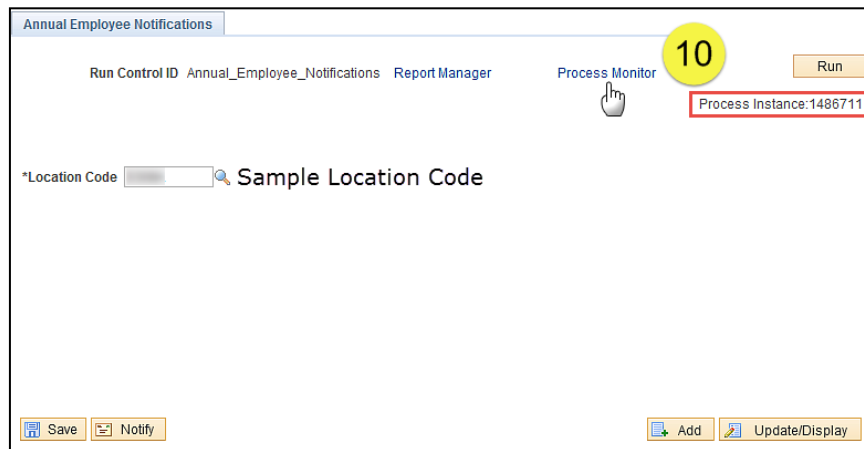 Annual Employee Notifications
Run Control ID Annual_Employee_Notifications Report Manager Process Monitor 10 Run
Process Instance:1486711
*Location Code Sample Location Code
Save Notify Add Update/Display